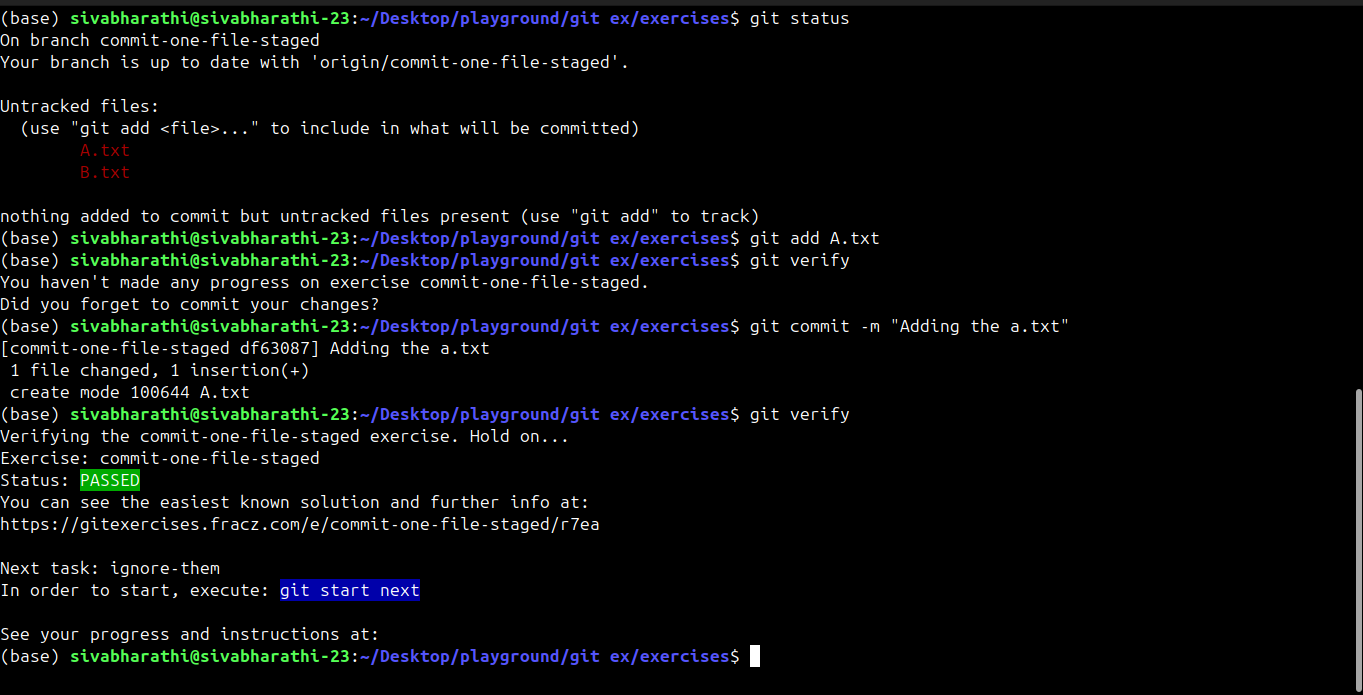 (base) sivabharathi@sivabharathi-23:~/Desktop/playground/git ex/exercises$ git status
On branch commit-one-file-staged
Your branch is up to date with 'origin/commit-one-file-staged'.
Untracked files:
  (use "git add <file>..." to include in what will be committed)
        A.txt
        B.txt
nothing added to commit but untracked files present (use "git add" to track)
(base) sivabharathi@sivabharathi-23:~/Desktop/playground/git ex/exercises$ git add A.txt
(base) sivabharathi@sivabharathi-23:~/Desktop/playground/git ex/exercises$ git verify
You haven't made any progress on exercise commit-one-file-staged.
Did you forget to commit your changes?
(base) sivabharathi@sivabharathi-23:~/Desktop/playground/git ex/exercises$ git commit -m "Adding the a.txt"
[commit-one-file-staged df63087] Adding the a.txt
 1 file changed, 1 insertion(+)
 create mode 100644 A.txt
(base) sivabharathi@sivabharathi-23:~/Desktop/playground/git ex/exercises$ git verify
Verifying the commit-one-file-staged exercise. Hold on...
Exercise: commit-one-file-staged
Status: PASSED
You can see the easiest known solution and further info at:
https://gitexercises.fracz.com/e/commit-one-file-staged/r7ea
Next task: ignore-them
In order to start, execute: git start next
See your progress and instructions at:
(base) sivabharathi@sivabharathi-23:~/Desktop/playground/git ex/exercises$